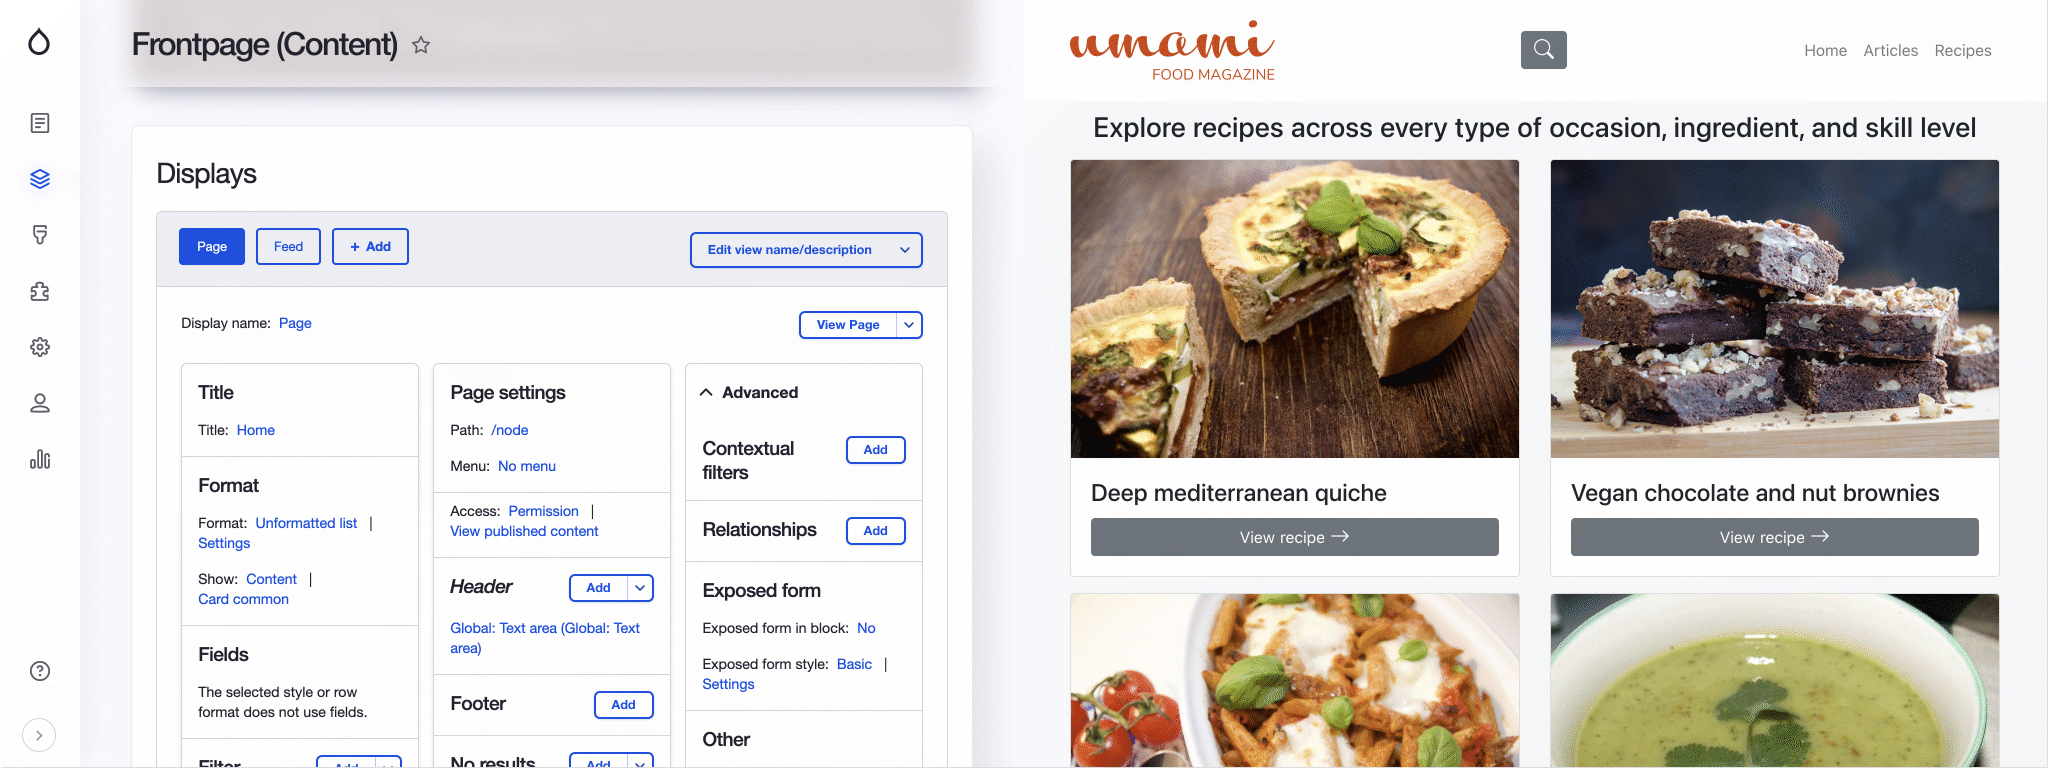 Frontpage (Content)
Displays
Page
Feed
+ Add
Edit view name/description
Display name: Page
View Page
Title
Title: Home
Format
Format: Unformatted list |
Settings
Show: Content |
Card common
Fields
The selected style or row
format does not use fields.
Filter
Add
Page settings
Path: /node
Menu: No menu
Access: Permission |
View published content
Header
Add
Global: Text area (Global: Text
area)
Footer
Add
No results
Add
Advanced
Contextual
filters
Add
Relationships
Add
Exposed form
Exposed form in block: No
Exposed form style: Basic |
Settings
Other
umami
FOOD MAGAZINE
Home
Articles
Recipes
Explore recipes across every type of occasion, ingredient, and skill level
Deep mediterranean quiche
View recipe →
Vegan chocolate and nut brownies
View recipe →